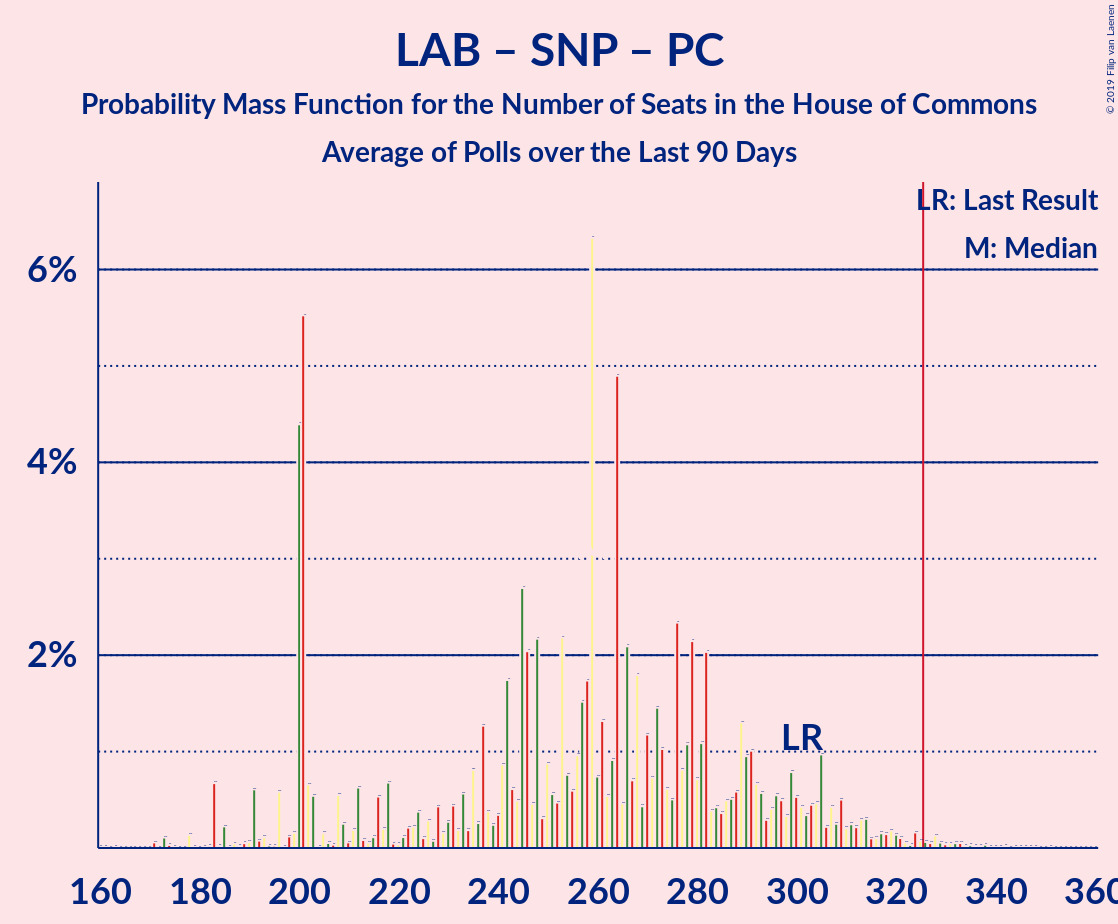 LAB – SNP – PC
Probability Mass Function for the Number of Seats in the House of Commons
Average of Polls over the Last 90 Days
© 2019 Filip van Laenen
LR: Last Result
M: Median
6%
4%
2%
LR
160 180 200 220 240 260 280 300 320 340 360